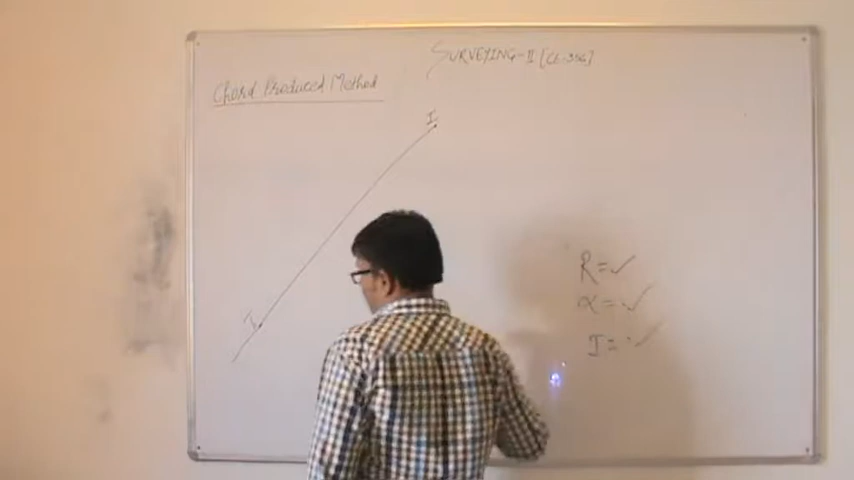 SURVEYING-II [CE-356]
Chord Produced Method
I
T₁
R=✓
α=✓
I=✓